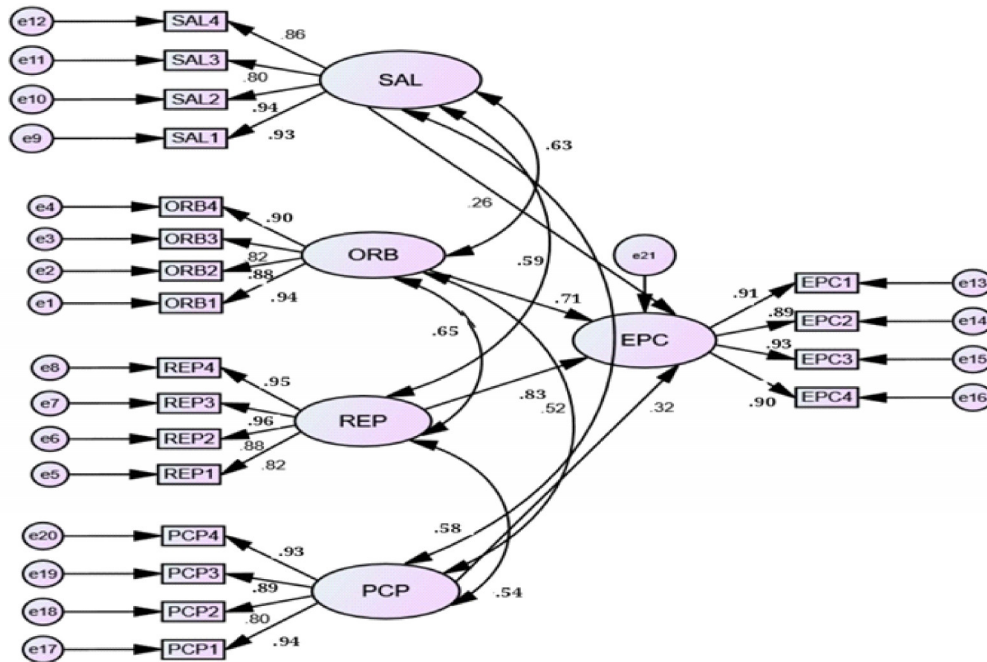 e12 SAL4 .86
e11 SAL3 .80
e10 SAL2 .94
e9 SAL1 .93
SAL
.63
.26
e4 ORB4 .90
e3 ORB3 .82
e2 ORB2 .88
e1 ORB1 .94
ORB
.59
e21
.71
.65
EPC
.91 EPC1 e13
.89 EPC2 e14
.93 EPC3 e15
.90 EPC4 e16
e8 REP4 .95
e7 REP3 .96
e6 REP2 .88
e5 REP1 .82
REP
.83
.52
.32
.58
.54
e20 PCP4 .93
e19 PCP3 .89
e18 PCP2 .80
e17 PCP1 .94
PCP